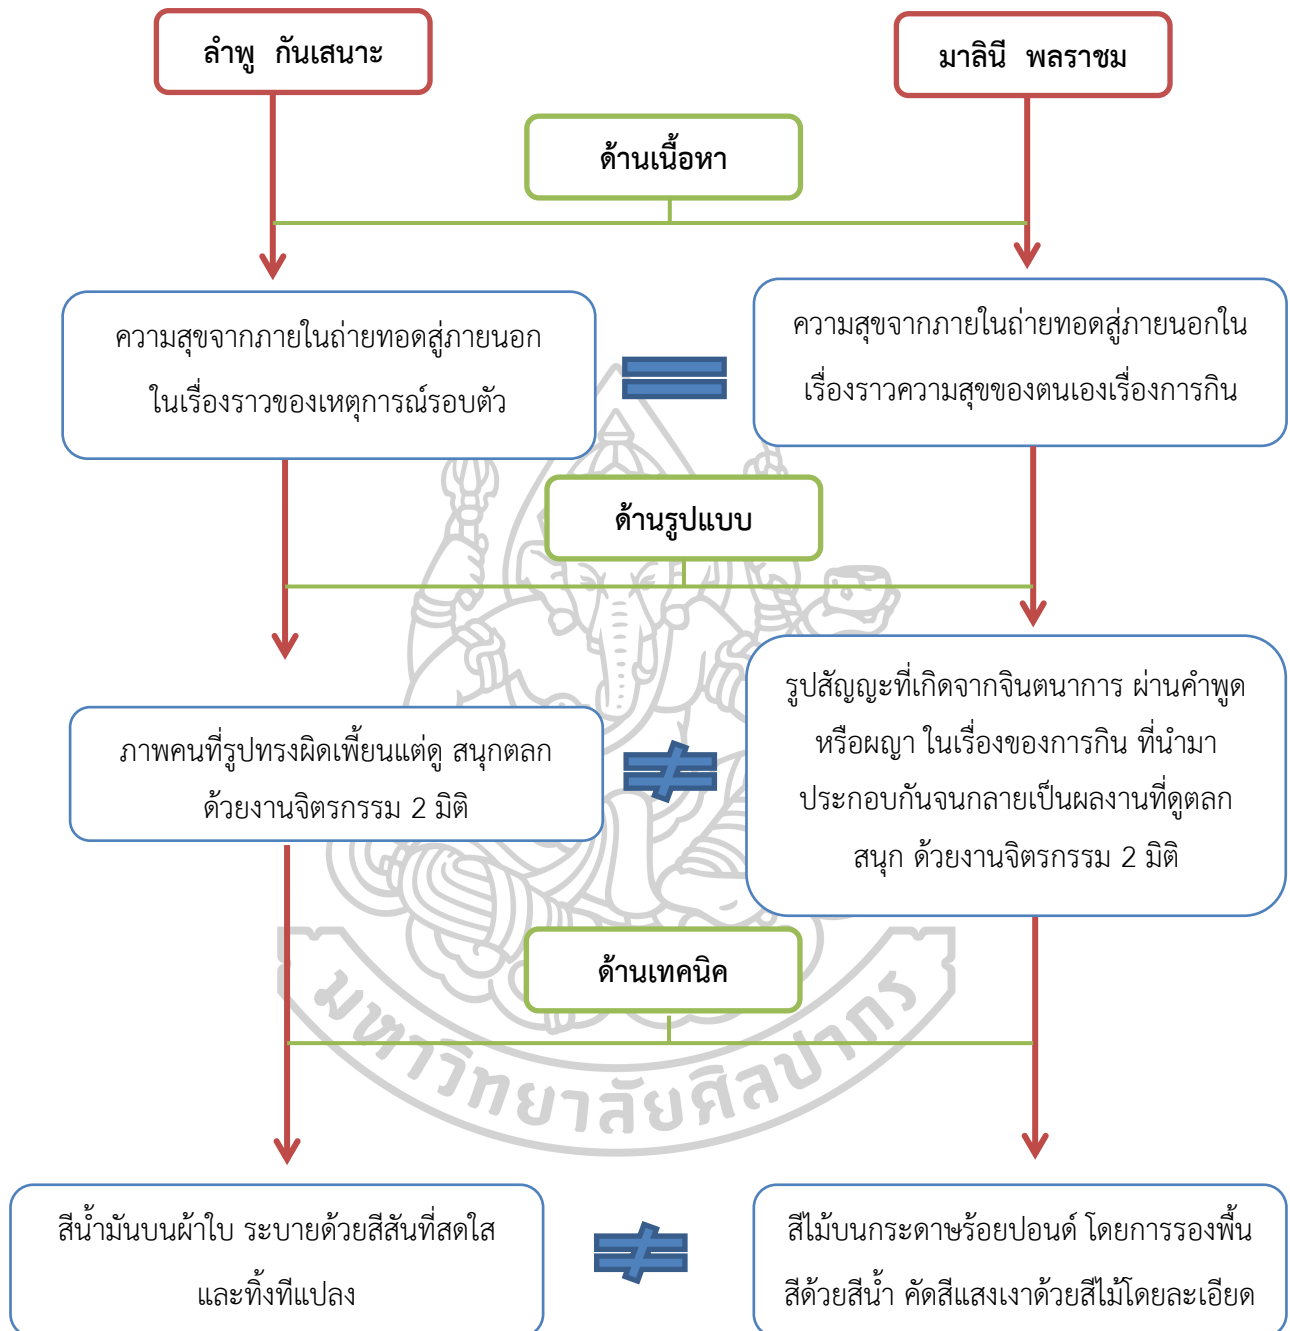 ลำพู กันเสนาะ
มาลินี พลราชม
ด้านเนื้อหา
ความสุขจากภายในถ่ายทอดสู่ภายนอก
ในเรื่องราวของเหตุการณ์รอบตัว
ความสุขจากภายในถ่ายทอดสู่ภายนอกใน
เรื่องราวความสุขของตนเองเรื่องการกิน
ด้านรูปแบบ
ภาพคนที่รูปทรงผิดเพี้ยนแต่ดู สนุกตลก
ด้วยงานจิตรกรรม 2 มิติ
รูปสัญญะที่เกิดจากจินตนาการ ผ่านคำพูด
หรือผญา ในเรื่องของการกิน ที่นำมา
ประกอบกันจนกลายเป็นผลงานที่ดูตลก
สนุก ด้วยงานจิตรกรรม 2 มิติ
ด้านเทคนิค
มหาวิทยาลัยศิลปากร
สีน้ำมันบนผ้าใบ ระบายด้วยสีสันที่สดใส
และทิ้งทีแปลง
สีไม้บนกระดาษร้อยปอนด์ โดยการรองพื้น
สีด้วยสีน้ำ คัดสีแสงเงาด้วยสีไม้โดยละเอียด